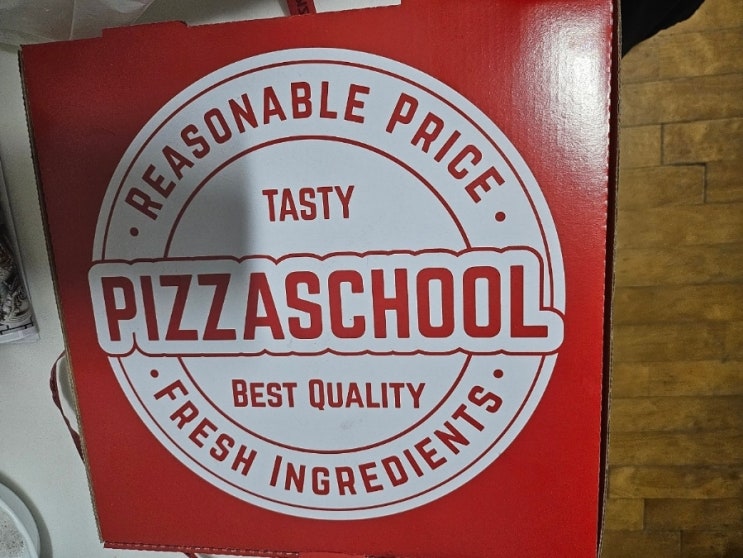 REASONABLE PRICE
TASTY
PIZZASCHOOL
BEST QUALITY
FRESH INGREDIENTS